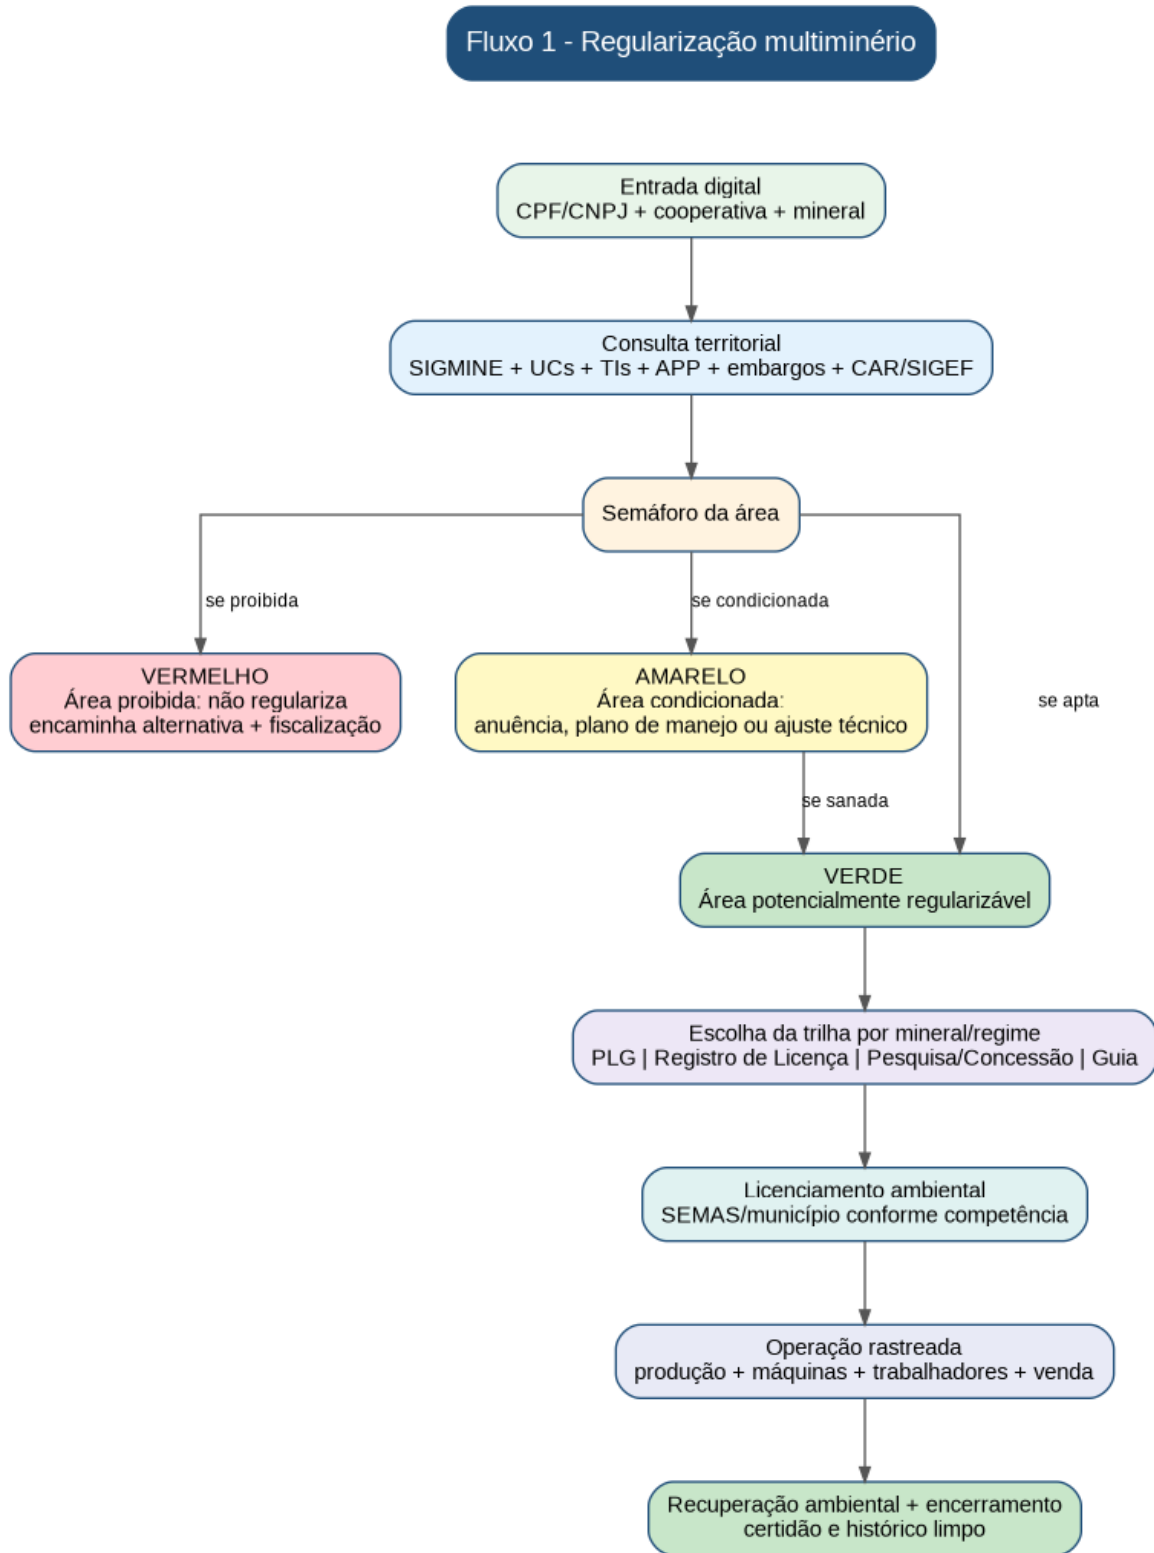 Fluxo 1 - Regularização multiminério
Entrada digital
CPF/CNPJ + cooperativa + mineral
Consulta territorial
SIGMINE + UCs + TIs + APP + embargos + CAR/SIGEF
Semáforo da área
se proibida
se condicionada
VERMELHO
Área proibida: não regulariza
encaminha alternativa + fiscalização
AMARELO
Área condicionada:
anuência, plano de manejo ou ajuste técnico
se apta
se sanada
VERDE
Área potencialmente regularizável
Escolha da trilha por mineral/regime
PLG | Registro de Licença | Pesquisa/Concessão | Guia
Licenciamento ambiental
SEMAS/município conforme competência
Operação rastreada
produção + máquinas + trabalhadores + venda
Recuperação ambiental + encerramento
certidão e histórico limpo